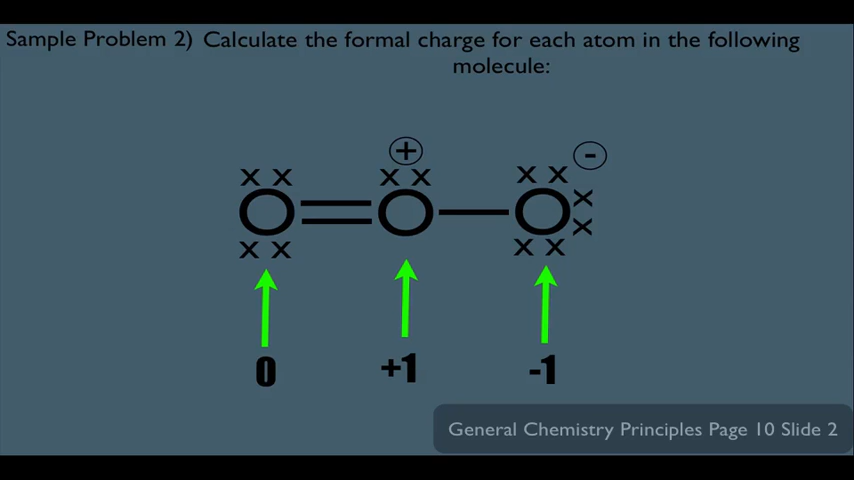 Sample Problem 2) Calculate the formal charge for each atom in the following
molecule:
+ -
x x x x x x
O O O x
x
x x x x
0 +1 -1
General Chemistry Principles Page 10 Slide 2